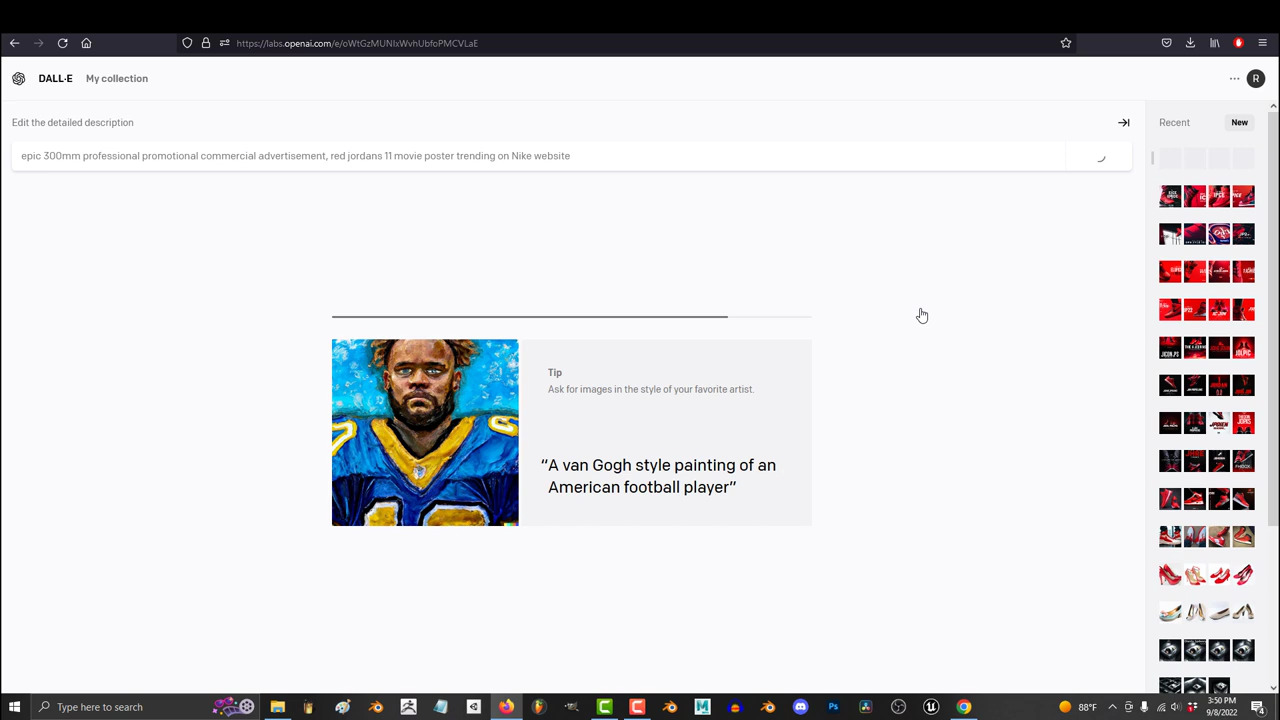 https://labs.openai.com/e/oWtGzMUNIxWvhUbfoPMCVLaE
DALL·E My collection
R
Edit the detailed description
Recent New
epic 300mm professional promotional commercial advertisement, red jordans 11 movie poster trending on Nike website
Tip
Ask for images in the style of your favorite artist.
“A van Gogh style painting of an
American football player”
Type here to search
88°F
3:50 PM
9/8/2022